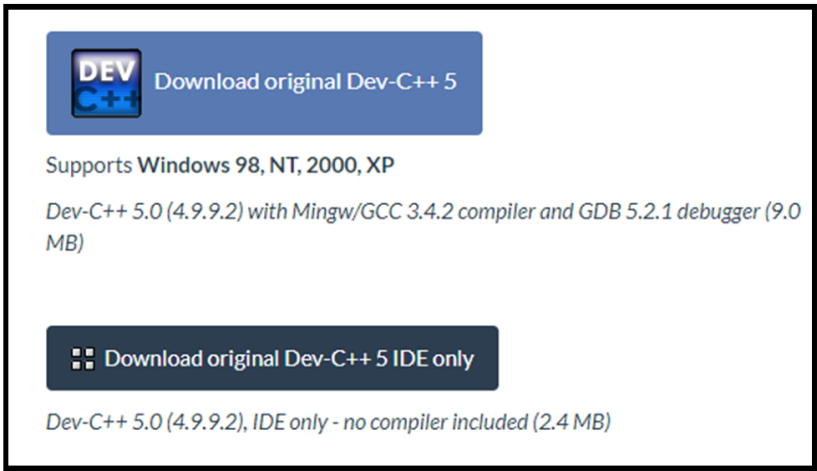 DEV
C++
Download original Dev-C++ 5
Supports Windows 98, NT, 2000, XP
Dev-C++ 5.0 (4.9.9.2) with Mingw/GCC 3.4.2 compiler and GDB 5.2.1 debugger (9.0
MB)
Download original Dev-C++ 5 IDE only
Dev-C++ 5.0 (4.9.9.2), IDE only - no compiler included (2.4 MB)